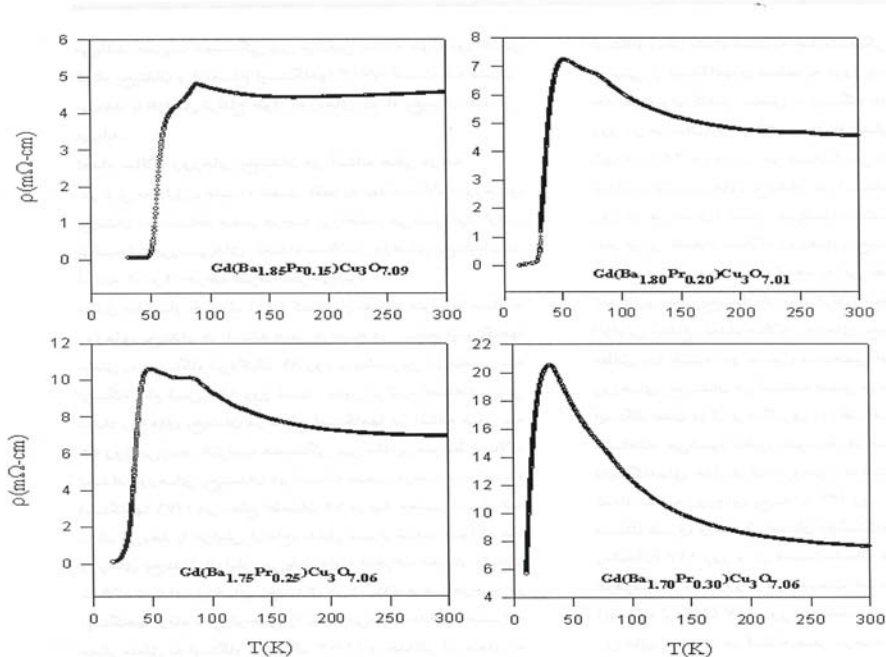 6
5
4
3
2
1
0
ρ(mΩ-cm)
Gd(Ba1.85Pr0.15)Cu3O7.09
0 50 100 150 200 250 300
8
7
6
5
4
3
2
1
0
ρ(mΩ-cm)
Gd(Ba1.80Pr0.20)Cu3O7.01
0 50 100 150 200 250 300
12
10
8
6
4
2
0
ρ(mΩ-cm)
Gd(Ba1.75Pr0.25)Cu3O7.06
0 50 100 150 200 250 300
T(K)
22
20
18
16
14
12
10
8
6
4
ρ(mΩ-cm)
Gd(Ba1.70Pr0.30)Cu3O7.06
0 50 100 150 200 250 300
T(K)